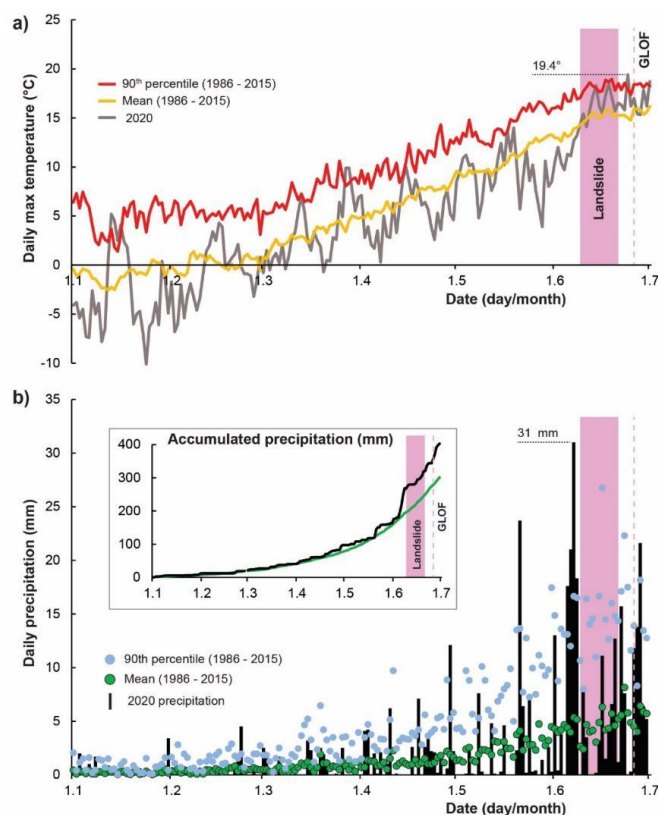 a)
25
20
15
10
5
0
-5
-10
Daily max temperature (°C)
90th percentile (1986 - 2015)
Mean (1986 - 2015)
2020
19.4°
Landslide
GLOF
1.1 1.2 1.3 1.4 1.5 1.6 1.7
Date (day/month)
b)
35
30
25
20
15
10
5
0
Daily precipitation (mm)
Accumulated precipitation (mm)
400
300
200
100
0
Landslide
GLOF
1.1 1.2 1.3 1.4 1.5 1.6 1.7
31 mm
90th percentile (1986 - 2015)
Mean (1986 - 2015)
2020 precipitation
1.1 1.2 1.3 1.4 1.5 1.6 1.7
Date (day/month)